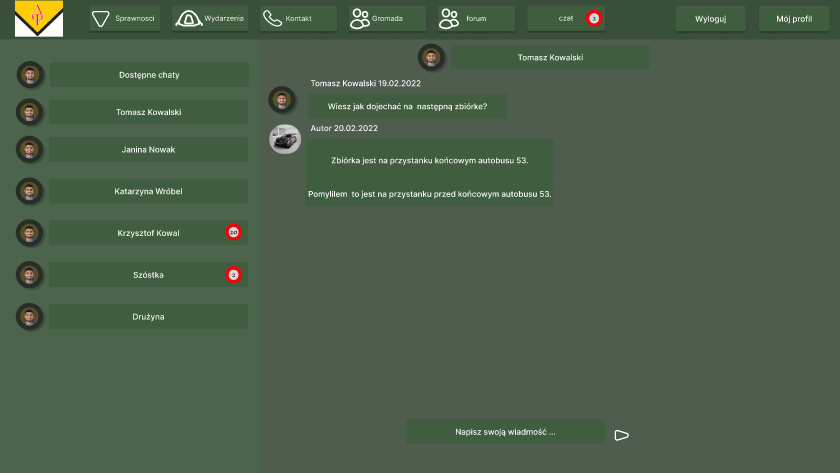 Sprawnosci
Wydarzenia
Kontakt
Gromada
forum
czat
Wyloguj
Mój profil
Tomasz Kowalski
Dostępne chaty
Tomasz Kowalski
Janina Nowak
Katarzyna Wróbel
Krzysztof Kowal
20
Szóstka
2
Drużyna
Tomasz Kowalski 19.02.2022
Wiesz jak dojechać na następną zbiórke?
Autor 20.02.2022
Zbiórka jest na przystanku końcowym autobusu 53.
Pomyliłem to jest na przystanku przed końcowym autobusu 53.
Napisz swoją wiadmość ...